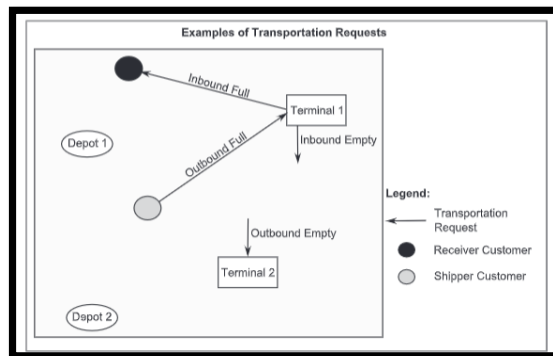 Examples of Transportation Requests
Inbound Full
Terminal 1
Depot 1
Outbound Full
Inbound Empty
Outbound Empty
Terminal 2
Depot 2
Legend:
Transportation
Request
Receiver Customer
Shipper Customer